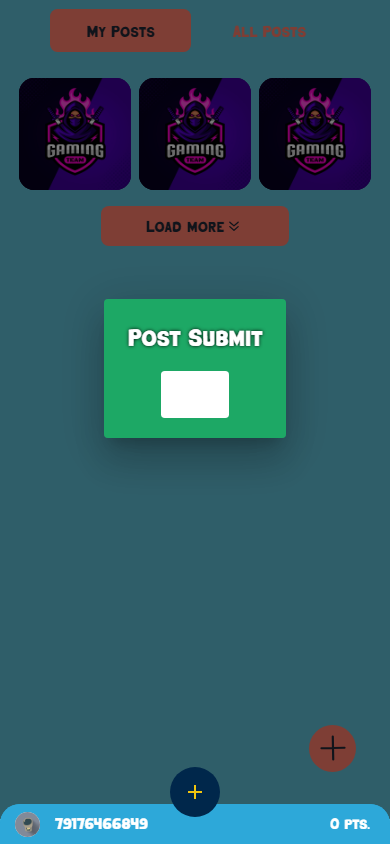 My Posts
All Posts
GAMING
TEAM
GAMING
TEAM
GAMING
TEAM
Load more
Post Submit
79176466849
0 pts.